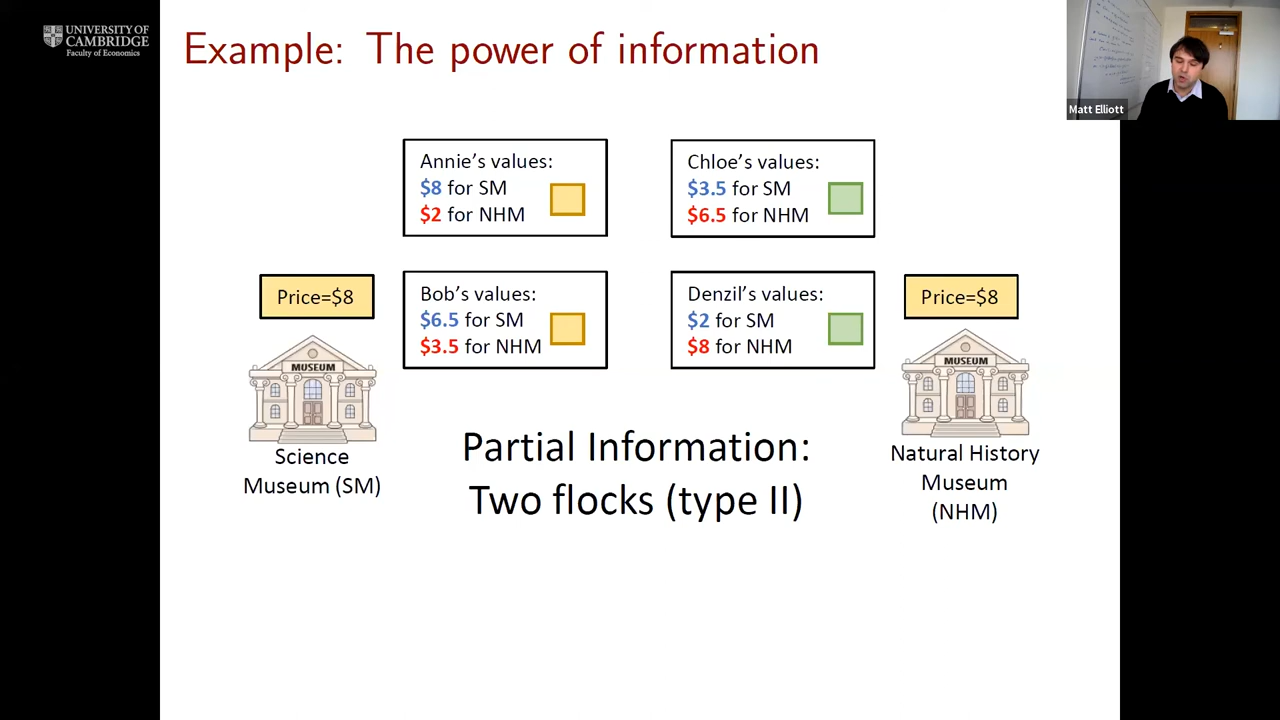 UNIVERSITY OF
CAMBRIDGE
Faculty of Economics
Example: The power of information
Matt Elliott
Annie's values:
$8 for SM
$2 for NHM
Chloe's values:
$3.5 for SM
$6.5 for NHM
Price=$8
Bob's values:
$6.5 for SM
$3.5 for NHM
Denzil's values:
$2 for SM
$8 for NHM
Price=$8
MUSEUM
MUSEUM
Science
Museum (SM)
Partial Information:
Two flocks (type II)
Natural History
Museum
(NHM)